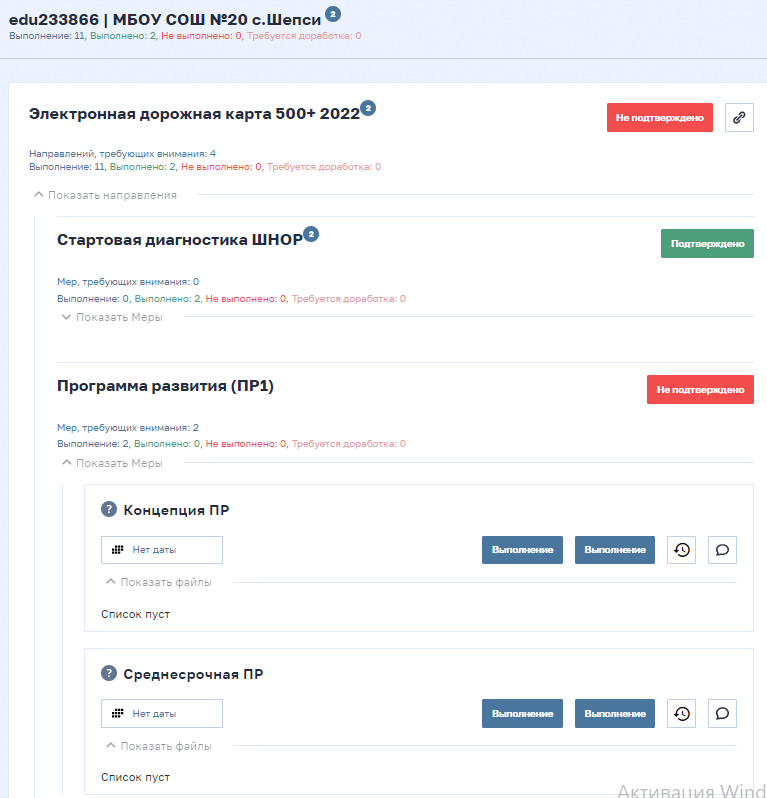 edu233866 | МБОУ СОШ №20 с.Шепси 2
Выполнение: 11, Выполнено: 2, Не выполнено: 0, Требуется доработка: 0
Электронная дорожная карта 500+ 2022 2
Не подтверждено
Направлений, требующих внимания: 4
Выполнение: 11, Выполнено: 2, Не выполнено: 0, Требуется доработка: 0
Показать направления
Стартовая диагностика ШНОР 2
Подтверждено
Мер, требующих внимания: 0
Выполнение: 0, Выполнено: 2, Не выполнено: 0, Требуется доработка: 0
Показать Меры
Программа развития (ПР1)
Не подтверждено
Мер, требующих внимания: 2
Выполнение: 2, Выполнено: 0, Не выполнено: 0, Требуется доработка: 0
Показать Меры
? Концепция ПР
Нет даты Выполнение Выполнение
Показать файлы
Список пуст
? Среднесрочная ПР
Нет даты Выполнение Выполнение
Показать файлы
Список пуст
Активация Wind